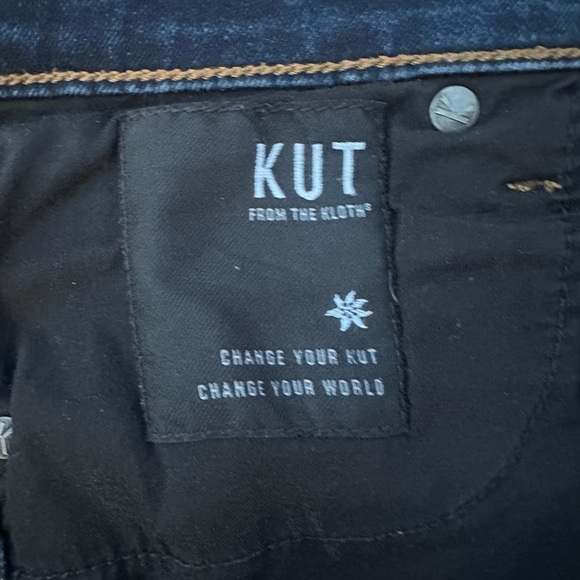 KUT
FROM THE KLOTH®
CHANGE YOUR KUT
CHANGE YOUR WORLD
K
K